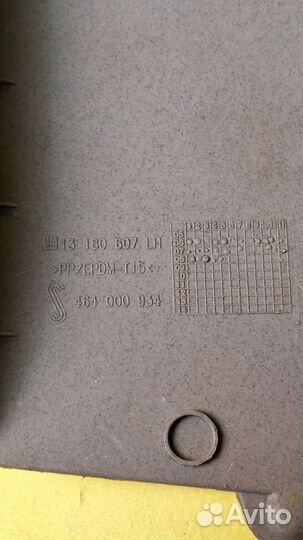 GM 13 180 607 LH
>PP/EPDM-T15<
464 000 934
Avito